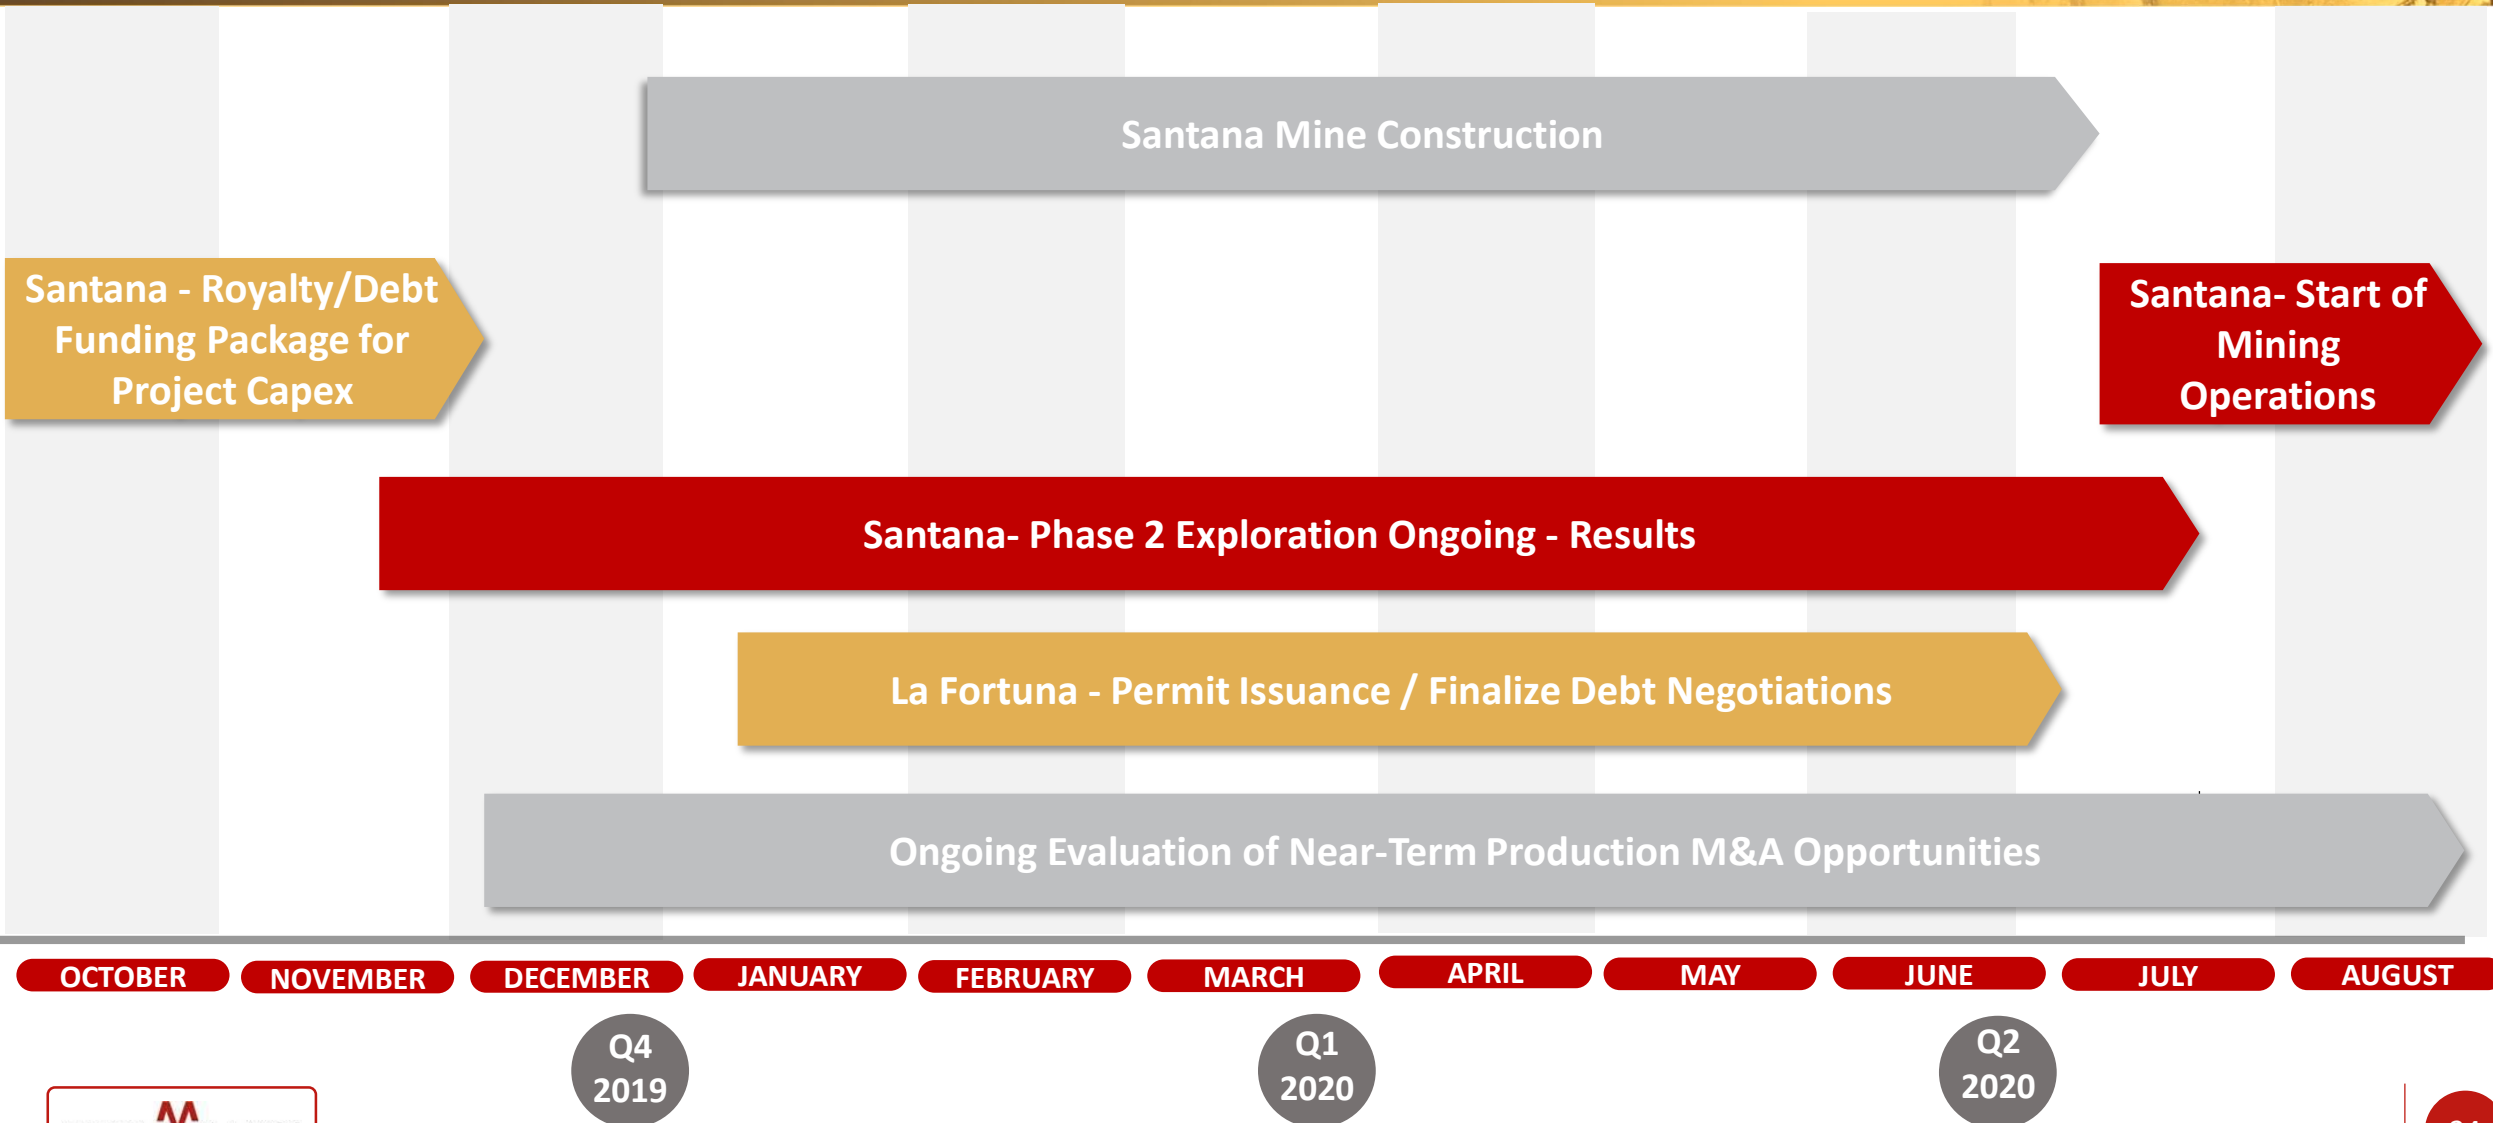 Santana Mine Construction
Santana - Royalty/Debt
Funding Package for
Project Capex
Santana- Start of
Mining
Operations
Santana- Phase 2 Exploration Ongoing - Results
La Fortuna - Permit Issuance / Finalize Debt Negotiations
Ongoing Evaluation of Near-Term Production M&A Opportunities
OCTOBER
NOVEMBER
DECEMBER
JANUARY
FEBRUARY
MARCH
APRIL
MAY
JUNE
JULY
AUGUST
Q4
2019
Q1
2020
Q2
2020